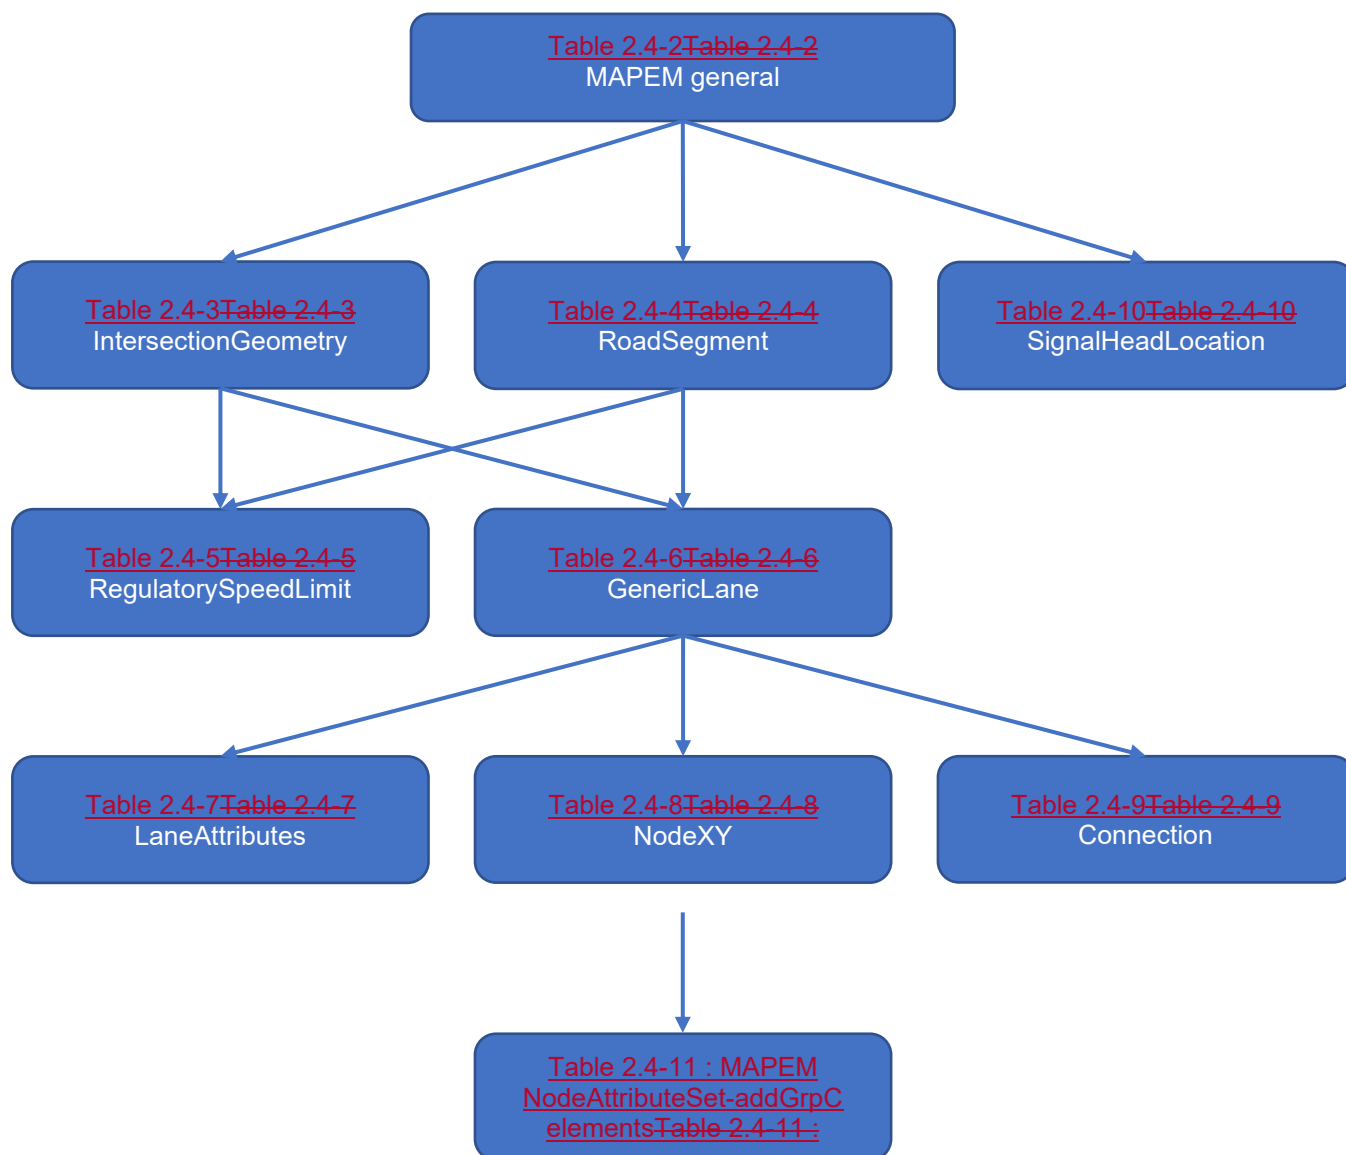 Table 2.4-2Table 2.4-2
MAPEM general
Table 2.4-3Table 2.4-3
IntersectionGeometry
Table 2.4-4Table 2.4-4
RoadSegment
Table 2.4-10Table 2.4-10
SignalHeadLocation
Table 2.4-5Table 2.4-5
RegulatorySpeedLimit
Table 2.4-6Table 2.4-6
GenericLane
Table 2.4-7Table 2.4-7
LaneAttributes
Table 2.4-8Table 2.4-8
NodeXY
Table 2.4-9Table 2.4-9
Connection
Table 2.4-11 : MAPEM
NodeAttributeSet-addGrpC
elementsTable 2.4-11 :